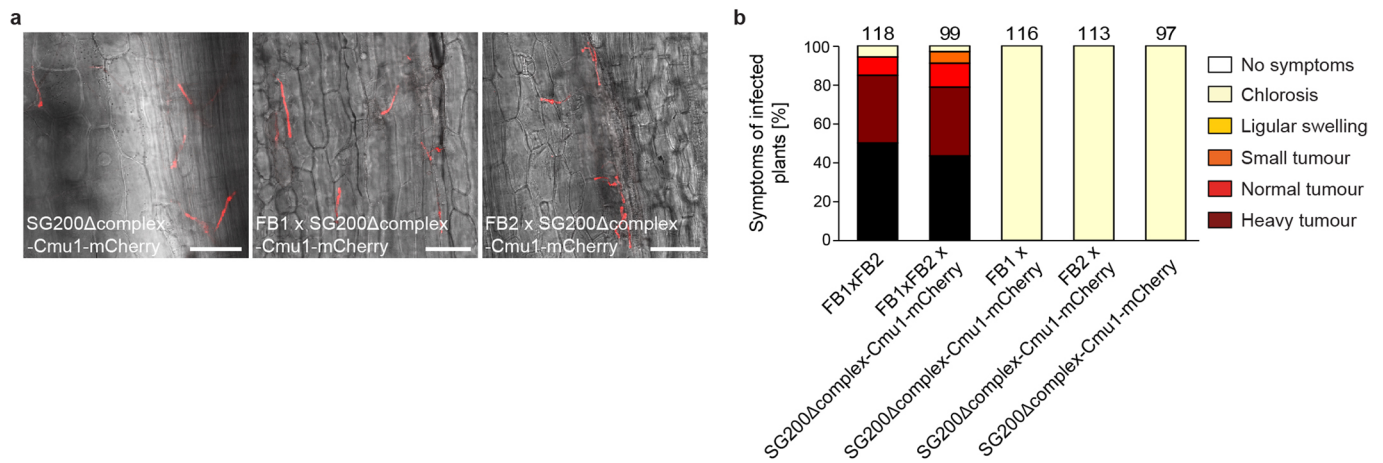 a
SG200Δcomplex
-Cmu1-mCherry
FB1 x SG200Δcomplex
-Cmu1-mCherry
FB2 x SG200Δcomplex
-Cmu1-mCherry
b
118 99 116 113 97
Symptoms of infected
plants [%]
100
80
60
40
20
0
FB1xFB2
FB1xFB2 x
SG200Δcomplex-Cmu1-mCherry
FB1 x
SG200Δcomplex-Cmu1-mCherry
FB2 x
SG200Δcomplex-Cmu1-mCherry
SG200Δcomplex-Cmu1-mCherry
No symptoms
Chlorosis
Ligular swelling
Small tumour
Normal tumour
Heavy tumour